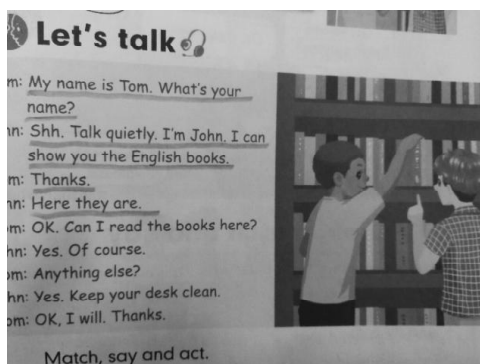 Let's talk
m: My name is Tom. What's your
name?
hn: Shh. Talk quietly. I'm John. I can
show you the English books.
m: Thanks.
hn: Here they are.
om: OK. Can I read the books here?
hn: Yes. Of course.
om: Anything else?
hn: Yes. Keep your desk clean.
om: OK, I will. Thanks.
Match, say and act.